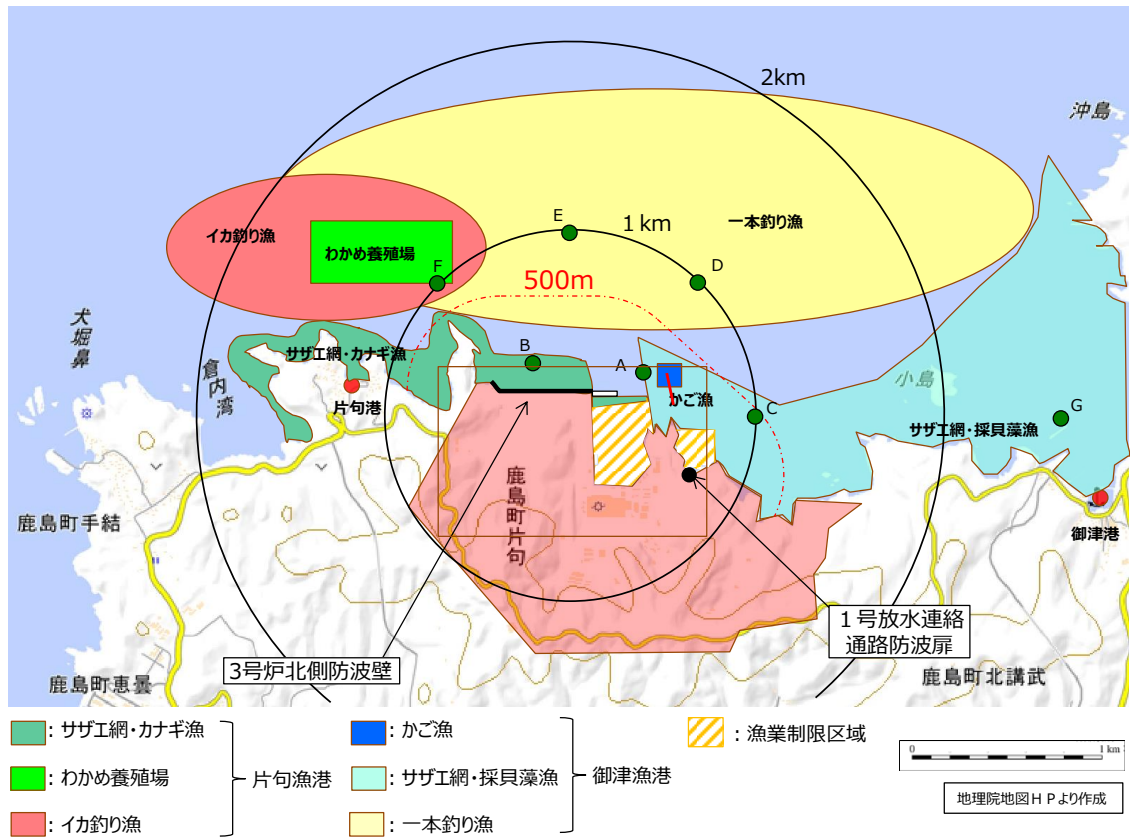 2km
沖島
イカ釣り漁
わかめ養殖場
E
1km
一本釣り漁
F
D
500m
犬堀鼻
倉内湾
サザエ網・カナギ漁
片句港
B
A
かご漁
C
小島
サザエ網・採貝藻漁
G
御津港
鹿島町手結
鹿島町片句
1号放水連絡
通路防波扉
3号炉北側防波壁
鹿島町恵曇
鹿島町北講武
：サザエ網・カナギ漁
：わかめ養殖場
：イカ釣り漁
片句漁港
：かご漁
：サザエ網・採貝藻漁
：一本釣り漁
御津漁港
：漁業制限区域
0 1km
地理院地図ＨＰより作成